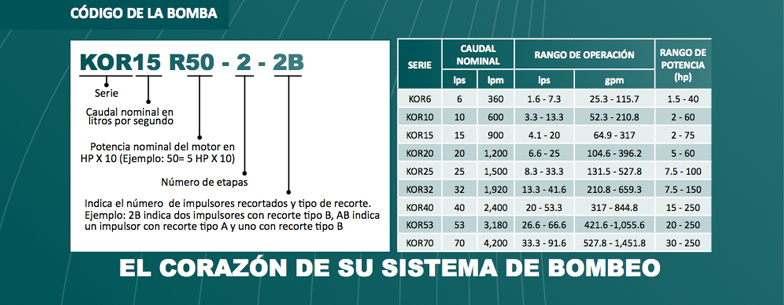 CÓDIGO DE LA BOMBA
KOR15 R50 - 2 - 2B
Serie
Caudal nominal en
litros por segundo
Potencia nominal del motor en
HP X 10 (Ejemplo: 50= 5 HP X 10)
Número de etapas
Indica el número de impulsores recortados y tipo de recorte.
Ejemplo: 2B indica dos impulsores con recorte tipo B, AB indica
un impulsor con recorte tipo A y uno con recorte tipo B
SERIE CAUDAL NOMINAL RANGO DE OPERACIÓN RANGO DE POTENCIA (hp)
lps lpm lps gpm
KOR6 6 360 1.6 - 7.3 25.3 - 115.7 1.5 - 40
KOR10 10 600 3.3 - 13.3 52.3 - 210.8 2 - 60
KOR15 15 900 4.1 - 20 64.9 - 317 2 - 75
KOR20 20 1,200 6.6 - 25 104.6 - 396.2 5 - 60
KOR25 25 1,500 8.3 - 33.3 131.5 - 527.8 7.5 - 100
KOR32 32 1,920 13.3 - 41.6 210.8 - 659.3 7.5 - 150
KOR40 40 2,400 20 - 53.3 317 - 844.8 15 - 250
KOR53 53 3,180 26.6 - 66.6 421.6 -1,055.6 20 - 250
KOR70 70 4,200 33.3 - 91.6 527.8 - 1,451.8 30 - 250
EL CORAZÓN DE SU SISTEMA DE BOMBEO